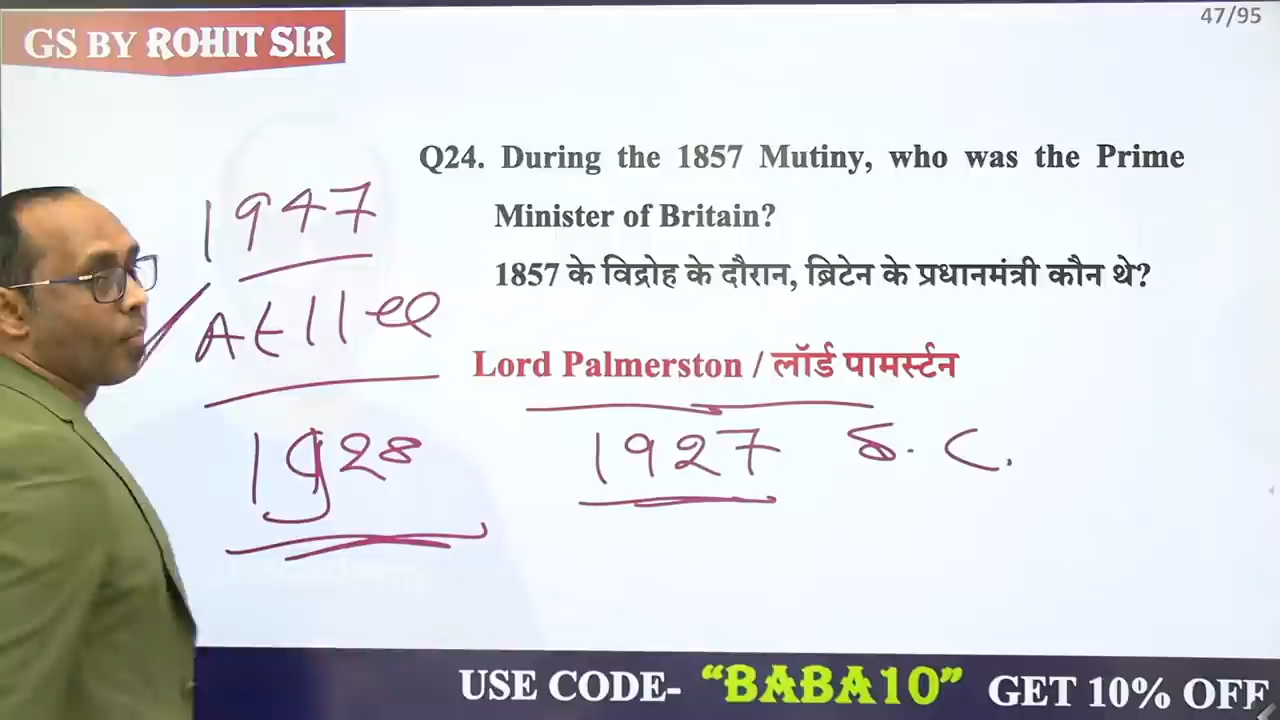 47/95
GS BY ROHIT SIR
Q24. During the 1857 Mutiny, who was the Prime
Minister of Britain?
1857 के विद्रोह के दौरान, ब्रिटेन के प्रधानमंत्री कौन थे?
1947
Atllee
Lord Palmerston / लॉर्ड पामर्स्टन
1928
1927 S. C.
USE CODE- “BABA10” GET 10% OFF